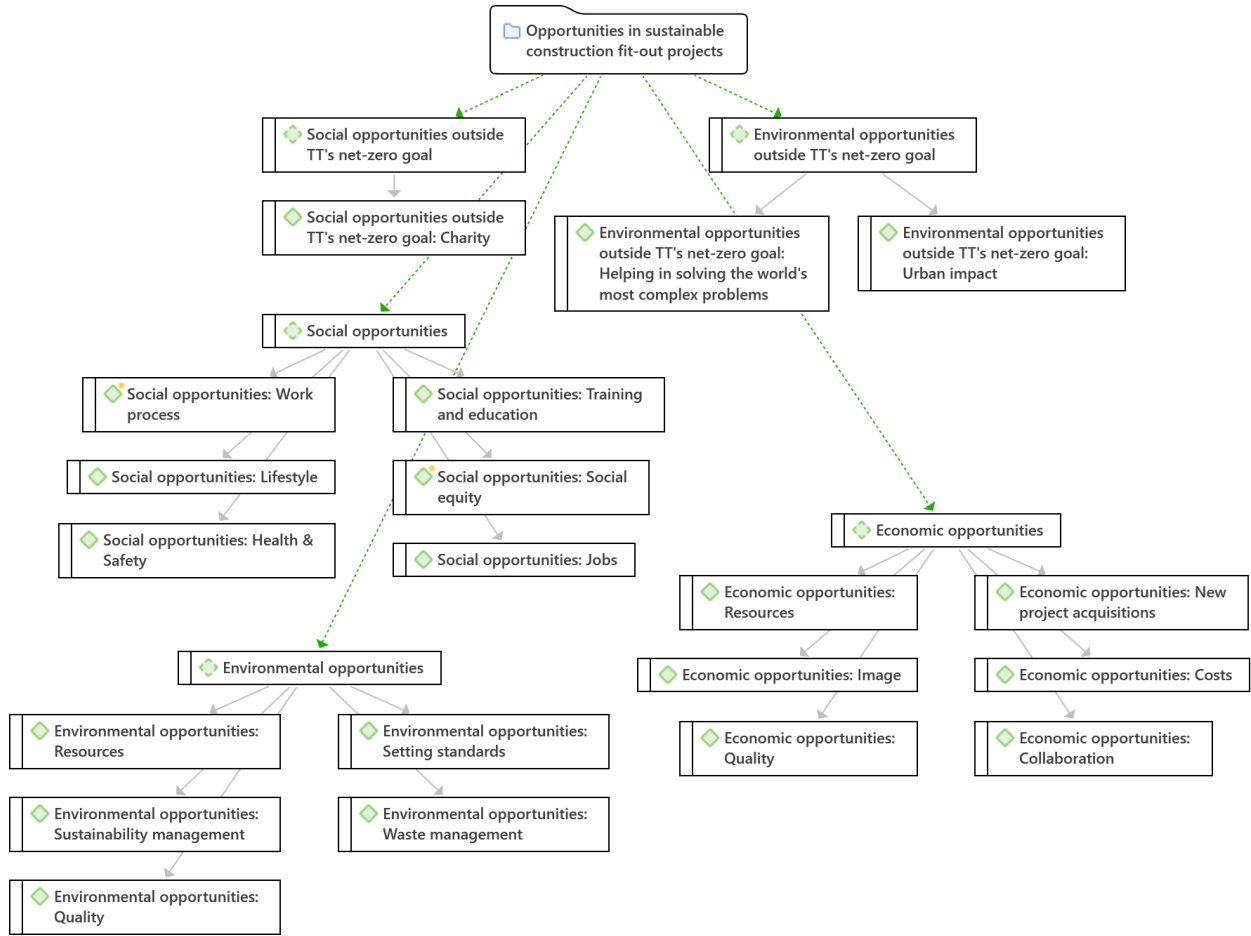 Opportunities in sustainable
construction fit-out projects
Social opportunities outside
TT's net-zero goal
Environmental opportunities
outside TT's net-zero goal
Social opportunities outside
TT's net-zero goal: Charity
Environmental opportunities
outside TT's net-zero goal:
Helping in solving the world's
most complex problems
Environmental opportunities
outside TT's net-zero goal:
Urban impact
Social opportunities
Social opportunities: Work
process
Social opportunities: Training
and education
Social opportunities: Lifestyle
Social opportunities: Social
equity
Social opportunities: Health &
Safety
Social opportunities: Jobs
Economic opportunities
Economic opportunities:
Resources
Economic opportunities: New
project acquisitions
Economic opportunities: Image
Economic opportunities: Costs
Economic opportunities:
Quality
Economic opportunities:
Collaboration
Environmental opportunities
Environmental opportunities:
Resources
Environmental opportunities:
Setting standards
Environmental opportunities:
Sustainability management
Environmental opportunities:
Waste management
Environmental opportunities:
Quality